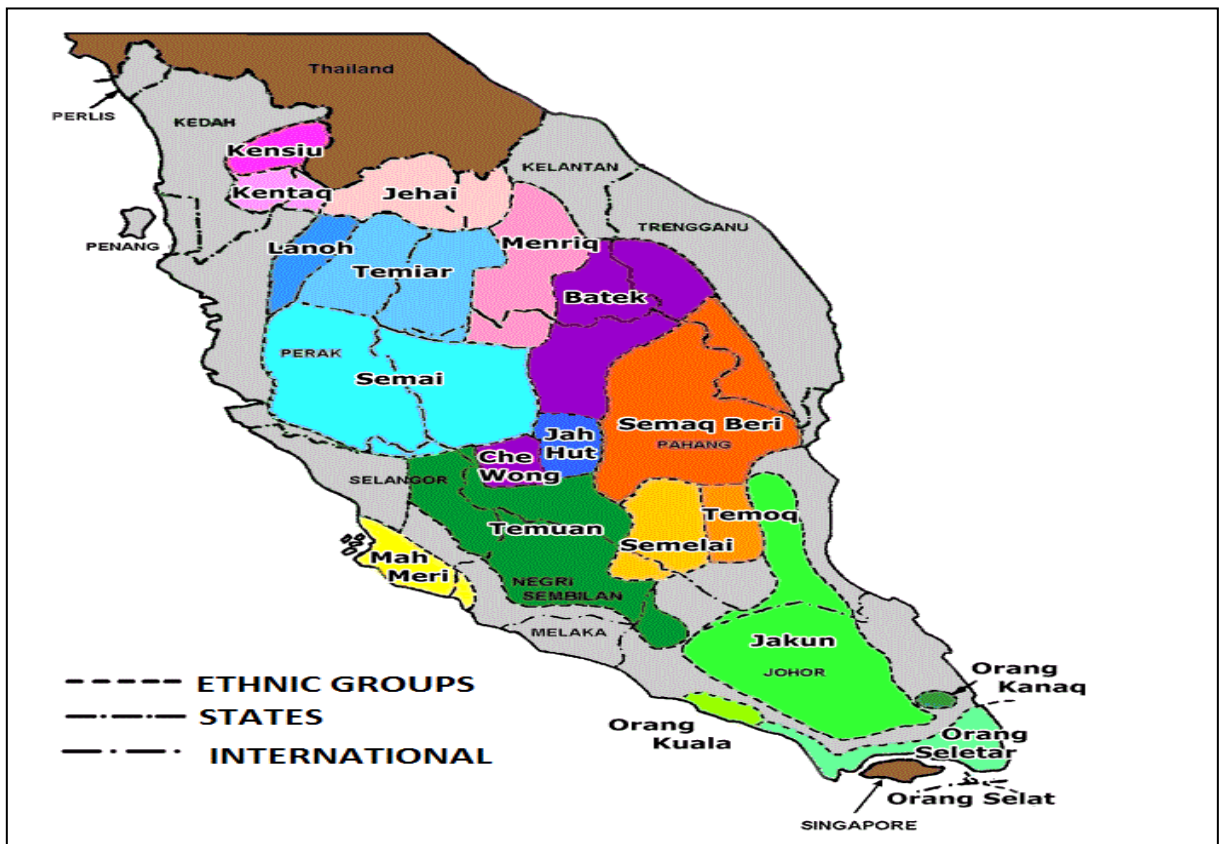 Thailand
PERLIS
KEDAH
Kensiu
KELANTAN
Kentaq
Jehai
PENANG
TRENGGANU
Lanoh
Menriq
Temiar
Batek
PERAK
Semai
Semaq Beri
PAHANG
Jah
Hut
Che
Wong
SELANGOR
Temuan
Temoq
Semelai
Mah
Meri
NEGRI
SEMBILAN
MELAKA
Jakun
JOHOR
Orang
Kanaq
ETHNIC GROUPS
STATES
INTERNATIONAL
Orang
Kuala
Orang
Seletar
Orang Selat
SINGAPORE